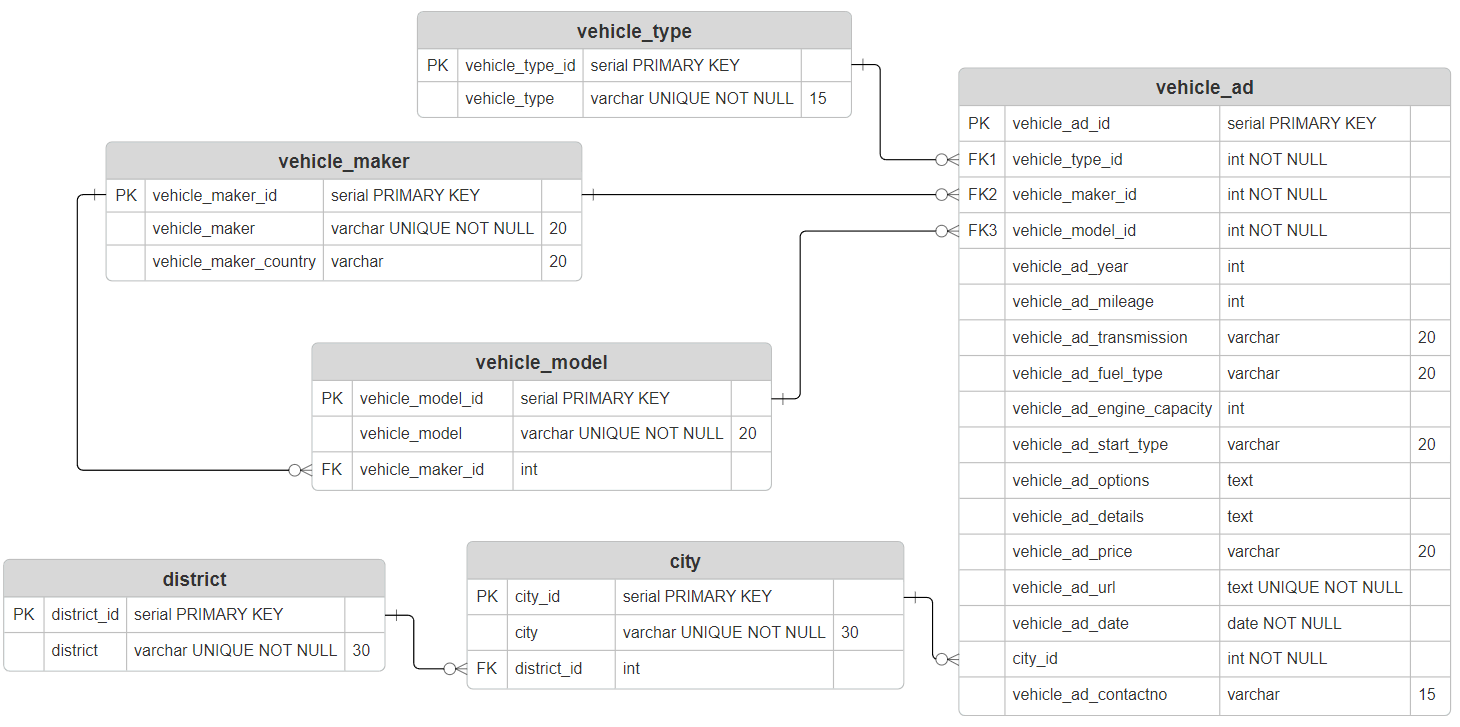 vehicle_type
PK vehicle_type_id serial PRIMARY KEY
vehicle_type varchar UNIQUE NOT NULL 15
vehicle_maker
PK vehicle_maker_id serial PRIMARY KEY
vehicle_maker varchar UNIQUE NOT NULL 20
vehicle_maker_country varchar 20
vehicle_model
PK vehicle_model_id serial PRIMARY KEY
vehicle_model varchar UNIQUE NOT NULL 20
FK vehicle_maker_id int
district
PK district_id serial PRIMARY KEY
district varchar UNIQUE NOT NULL 30
city
PK city_id serial PRIMARY KEY
city varchar UNIQUE NOT NULL 30
FK district_id int
vehicle_ad
PK vehicle_ad_id serial PRIMARY KEY
FK1 vehicle_type_id int NOT NULL
FK2 vehicle_maker_id int NOT NULL
FK3 vehicle_model_id int NOT NULL
vehicle_ad_year int
vehicle_ad_mileage int
vehicle_ad_transmission varchar 20
vehicle_ad_fuel_type varchar 20
vehicle_ad_engine_capacity int
vehicle_ad_start_type varchar 20
vehicle_ad_options text
vehicle_ad_details text
vehicle_ad_price varchar 20
vehicle_ad_url text UNIQUE NOT NULL
vehicle_ad_date date NOT NULL
city_id int NOT NULL
vehicle_ad_contactno varchar 15